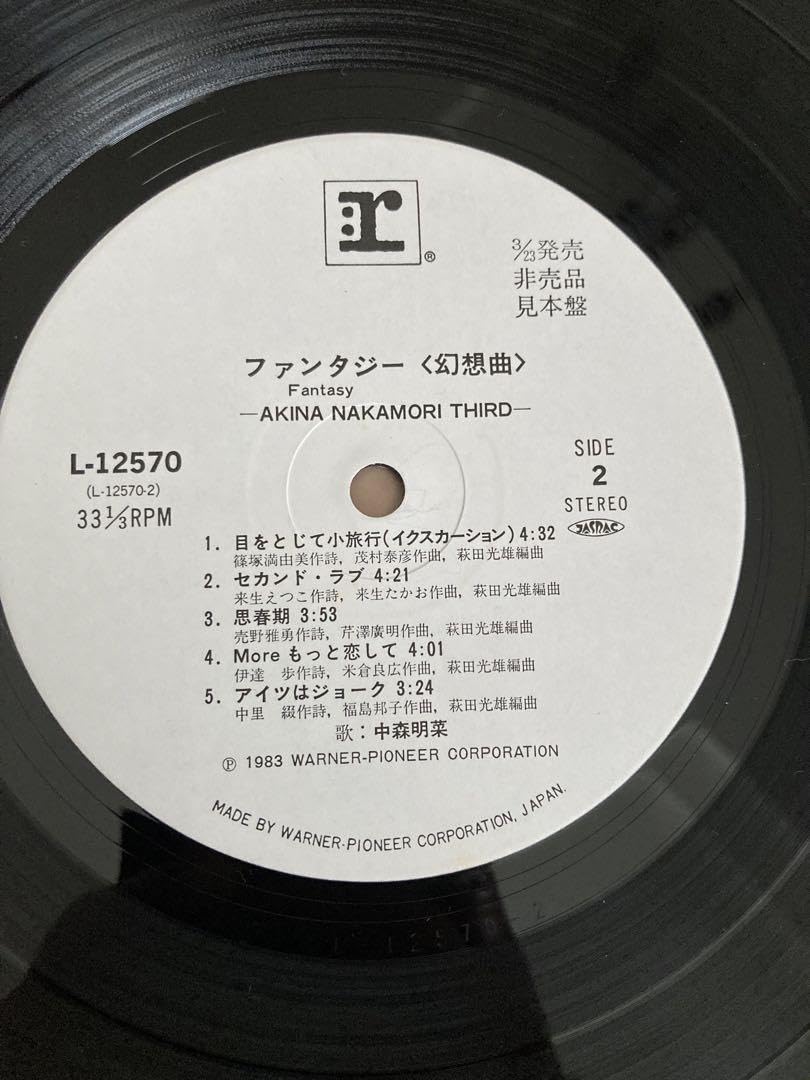 r
®
3/23発売
非売品
見本盤
ファンタジー〈幻想曲〉
Fantasy
—AKINA NAKAMORI THIRD—
L-12570
(L-12570-2)
33⅓RPM
SIDE
2
STEREO
JASRAC
1. 目をとじて小旅行(イクスカーション) 4:32
篠塚満由美作詩, 茂村泰彦作曲, 萩田光雄編曲
2. セカンド・ラブ 4:21
来生えつこ作詩, 来生たかお作曲, 萩田光雄編曲
3. 思春期 3:53
売野雅勇作詩, 芹澤廣明作曲, 萩田光雄編曲
4. More もっと恋して 4:01
伊達 歩作詩, 米倉良広作曲, 萩田光雄編曲
5. アイツはジョーク 3:24
中里 綴作詩, 福島邦子作曲, 萩田光雄編曲
歌：中森明菜
℗ 1983 WARNER-PIONEER CORPORATION
MADE BY WARNER-PIONEER CORPORATION, JAPAN.